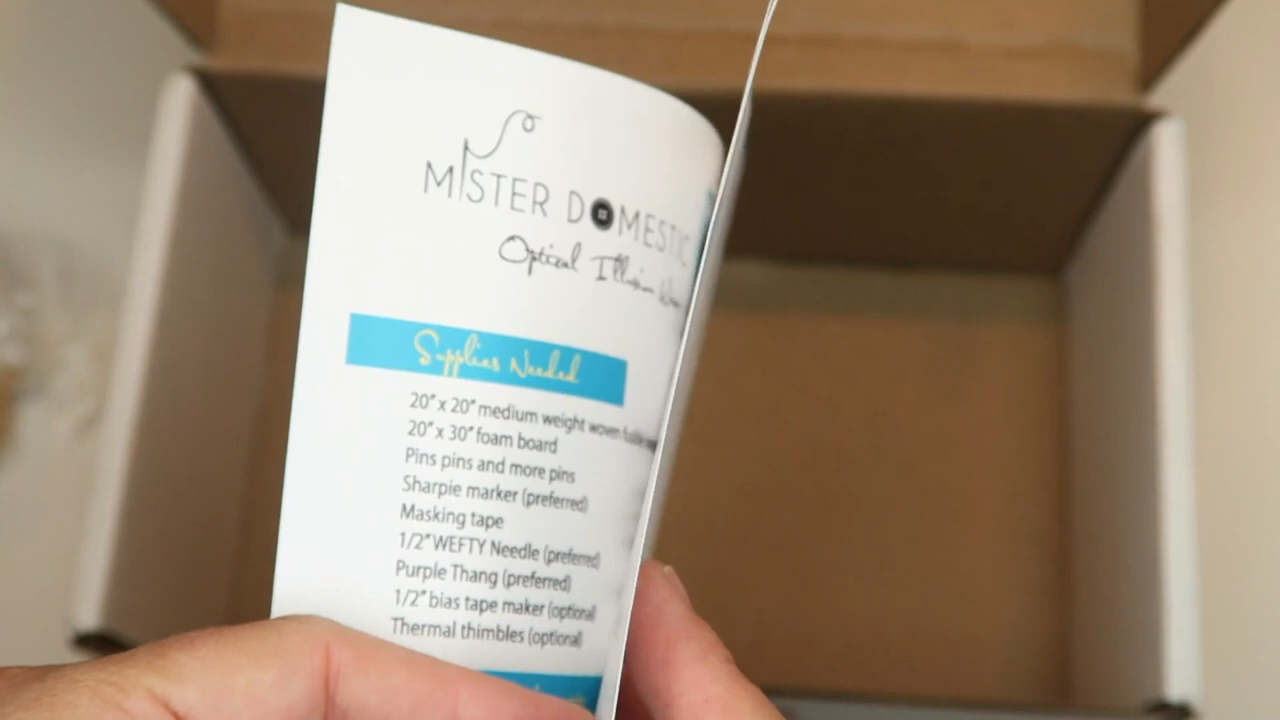 MISTER DOMESTIC
Optical Illusion
Supplies Needed
20" x 20" medium weight woven fusible
20" x 30" foam board
Pins pins and more pins
Sharpie marker (preferred)
Masking tape
1/2" WEFTY Needle (preferred)
Purple Thang (preferred)
1/2" bias tape maker (optional)
Thermal thimbles (optional)